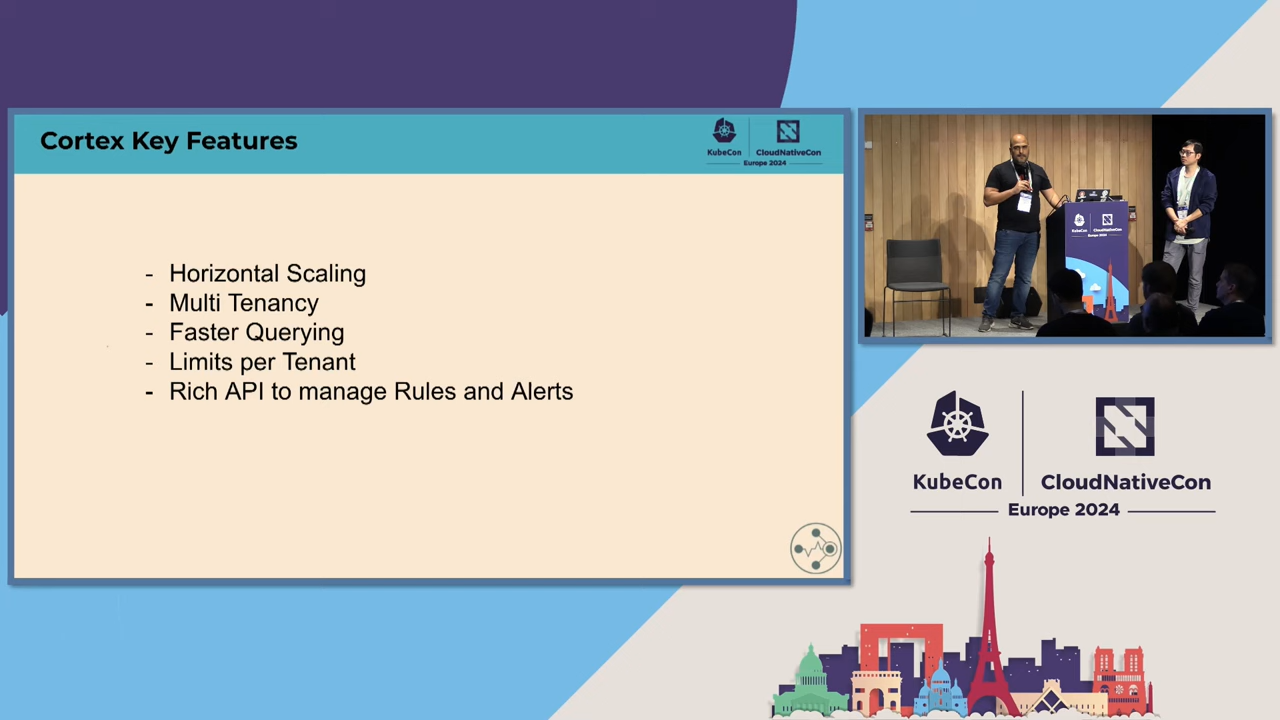 Cortex Key Features
KubeCon
CloudNativeCon
Europe 2024
- Horizontal Scaling
- Multi Tenancy
- Faster Querying
- Limits per Tenant
- Rich API to manage Rules and Alerts
KubeCon
CloudNativeCon
Europe 2024